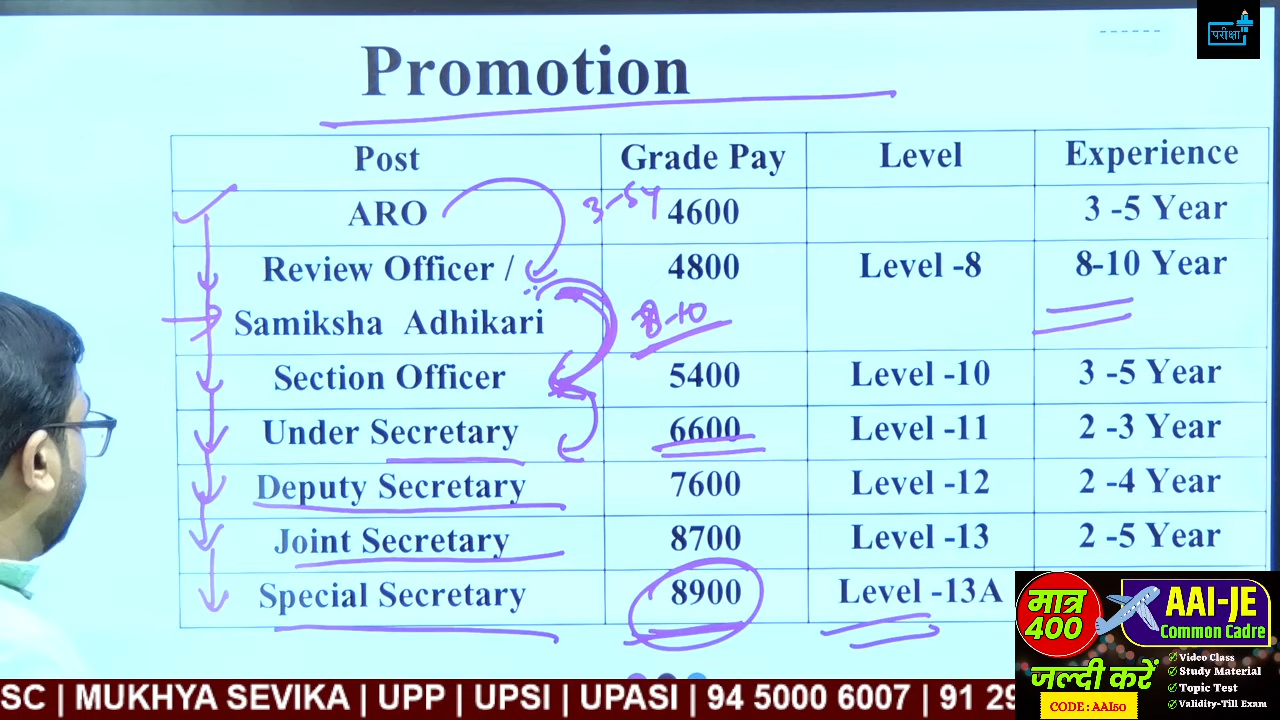 परीक्षा
Promotion
Post Grade Pay Level Experience
ARO 3-5Y 4600 3 -5 Year
Review Officer / 4800 Level -8 8-10 Year
Samiksha Adhikari 8-10
Section Officer 5400 Level -10 3 -5 Year
Under Secretary 6600 Level -11 2 -3 Year
Deputy Secretary 7600 Level -12 2 -4 Year
Joint Secretary 8700 Level -13 2 -5 Year
Special Secretary 8900 Level -13A
मात्र
400
AAI-JE
Common Cadre
जल्दी करें
CODE : AAI50
Video Class
Study Material
Topic Test
Validity-Till Exam
SC | MUKHYA SEVIKA | UPP | UPSI | UPASI | 94 5000 6007 | 91 29